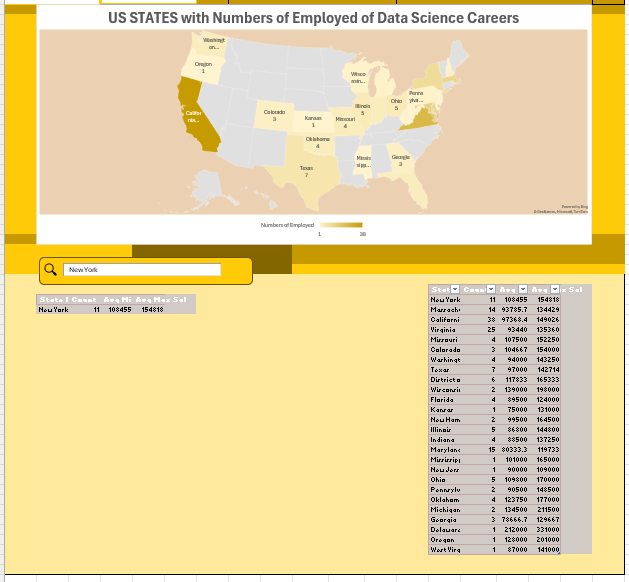 US STATES with Numbers of Employed of Data Science Careers
Washingt
on...
Oregon
1
Califor
nia...
Colorado
3
Kansas
1
Oklahoma
4
Texas
7
Missouri
4
Wisco
nsin...
Illinois
5
Missis
sipp...
Ohio
5
Penns
ylva...
Georgia
3
Powered by Bing
© GeoNames, Microsoft, TomTom
Numbers of Employed
1 38
New York
State Count Avg Mi Avg Max Sal
New York 11 108455 154818
Stat Coun Avg Avg x Sal
New York 11 108455 154818
Massach 14 93785.7 134429
Californi 38 97368.4 149026
Virginia 25 93440 135360
Missouri 4 107500 152250
Colorado 3 104667 154000
Washingt 4 94000 143250
Texas 7 97000 142714
District o 6 117833 165333
Wisconsin 2 139000 198000
Florida 4 89500 124000
Kansas 1 75000 131000
New Ham 2 99500 164500
Illinois 5 86800 144800
Indiana 4 88500 137250
Marylanc 15 80333.3 119733
Mississipp 1 101000 165000
New Jers 1 90000 109000
Ohio 5 109800 170000
Pennsylv 2 90500 148500
Oklahom 4 123750 177000
Michigan 2 134500 211500
Georgia 3 78666.7 129667
Delaware 1 212000 331000
Oregon 1 128000 201000
West Virg 1 87000 141000